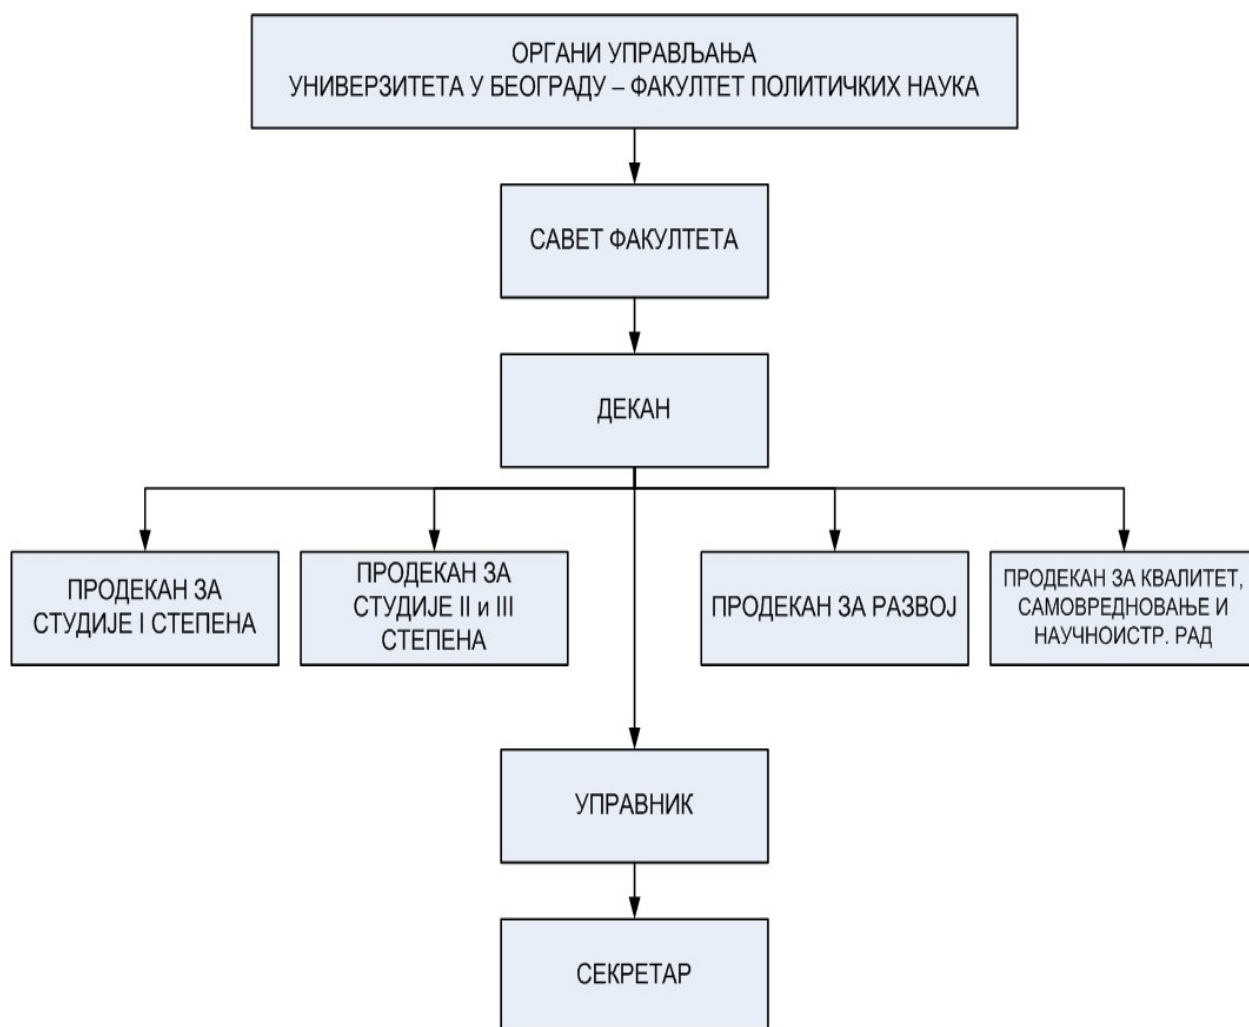 ОРГАНИ УПРАВЉАЊА
УНИВЕРЗИТЕТА У БЕОГРАДУ – ФАКУЛТЕТ ПОЛИТИЧКИХ НАУКА
САВЕТ ФАКУЛТЕТА
ДЕКАН
ПРОДЕКАН ЗА
СТУДИЈЕ I СТЕПЕНА
ПРОДЕКАН ЗА
СТУДИЈЕ II и III
СТЕПЕНА
ПРОДЕКАН ЗА РАЗВОЈ
ПРОДЕКАН ЗА КВАЛИТЕТ,
САМОВРЕДНОВАЊЕ И
НАУЧНОИСТР. РАД
УПРАВНИК
СЕКРЕТАР